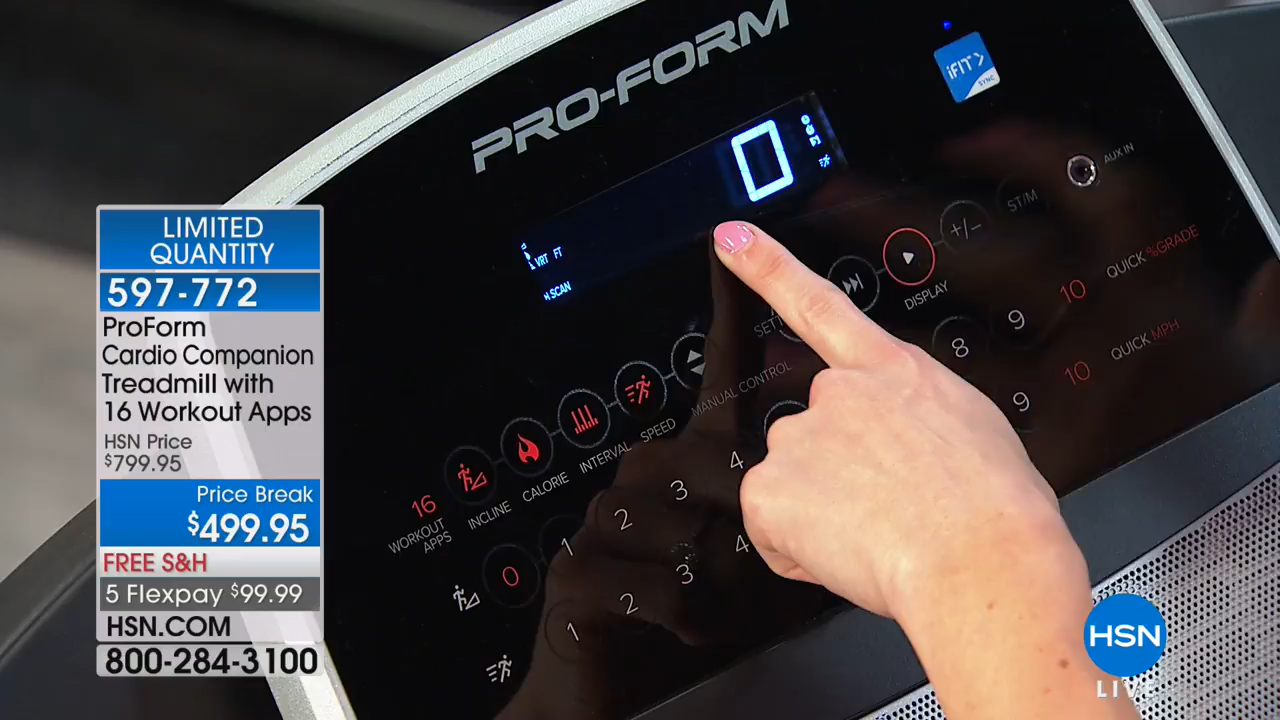 LIMITED
QUANTITY
597-772
ProForm
Cardio Companion
Treadmill with
16 Workout Apps
HSN Price
$799.95
Price Break
$499.95
FREE S&H
5 Flexpay $99.99
HSN.COM
800-284-3100
PRO-FORM
iFIT
SYNC
0
VRT FT
SCAN
AUX IN
ST/M
+/-
DISPLAY
16
WORKOUT
APPS
INCLINE
CALORIE
INTERVAL
SPEED
MANUAL CONTROL
0 1 2 3 4 8 9 10 QUICK %GRADE
1 2 3 4 9 10 QUICK MPH
HSN
LIVE